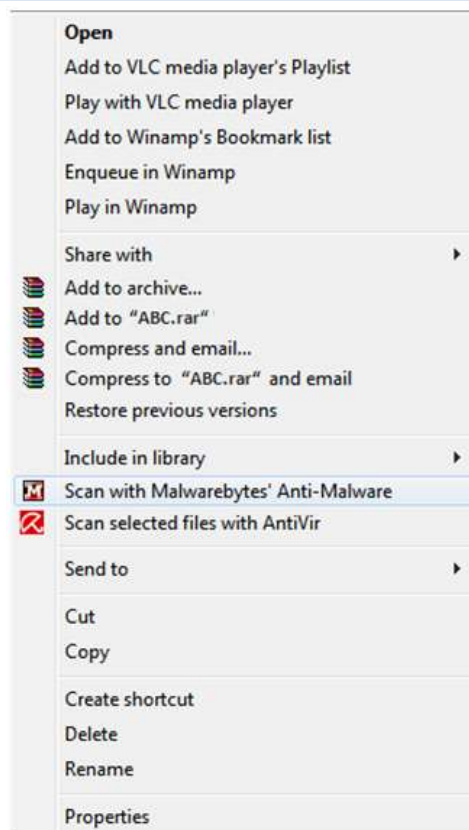 Open
Add to VLC media player's Playlist
Play with VLC media player
Add to Winamp's Bookmark list
Enqueue in Winamp
Play in Winamp
Share with
Add to archive...
Add to “ABC.rar“
Compress and email...
Compress to “ABC.rar“ and email
Restore previous versions
Include in library
Scan with Malwarebytes' Anti-Malware
Scan selected files with AntiVir
Send to
Cut
Copy
Create shortcut
Delete
Rename
Properties